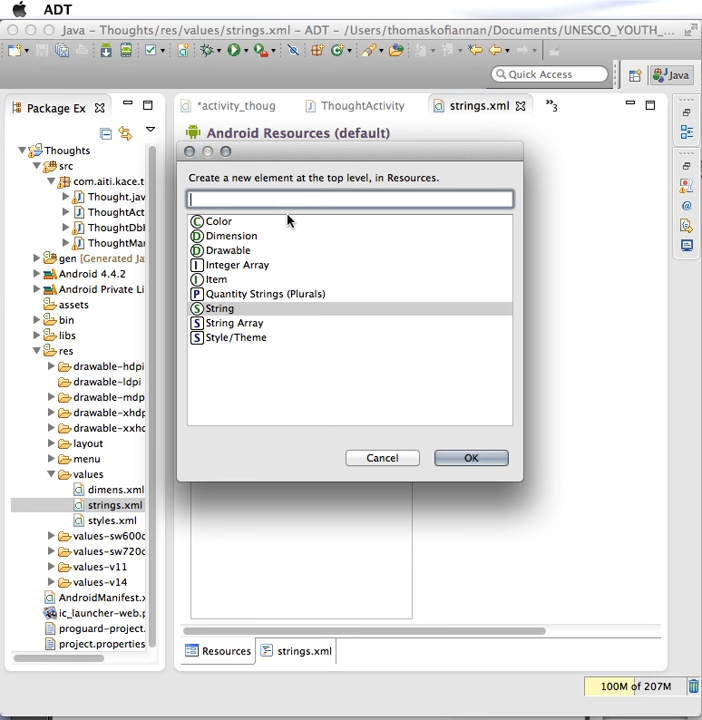 ADT
Java – Thoughts/res/values/strings.xml – ADT – /Users/thomaskofiannan/Documents/UNESCO_YOUTH_...
Quick Access
Java
Package Ex
*activity_thoug
ThoughtActivity
strings.xml
»3
Android Resources (default)
Thoughts
src
com.aiti.kace.t
Thought.jav
ThoughtAct
ThoughtDbH
ThoughtMar
gen [Generated Ja
Android 4.4.2
Android Private Li
assets
bin
libs
res
drawable-hdpi
drawable-ldpi
drawable-mdp
drawable-xhdp
drawable-xxhd
layout
menu
values
dimens.xml
strings.xml
styles.xml
values-sw600d
values-sw720d
values-v11
values-v14
AndroidManifest.x
ic_launcher-web.p
proguard-project.
project.properties
Create a new element at the top level, in Resources.
C Color
D Dimension
D Drawable
I Integer Array
I Item
P Quantity Strings (Plurals)
S String
S String Array
S Style/Theme
Cancel
OK
Resources
strings.xml
100M of 207M